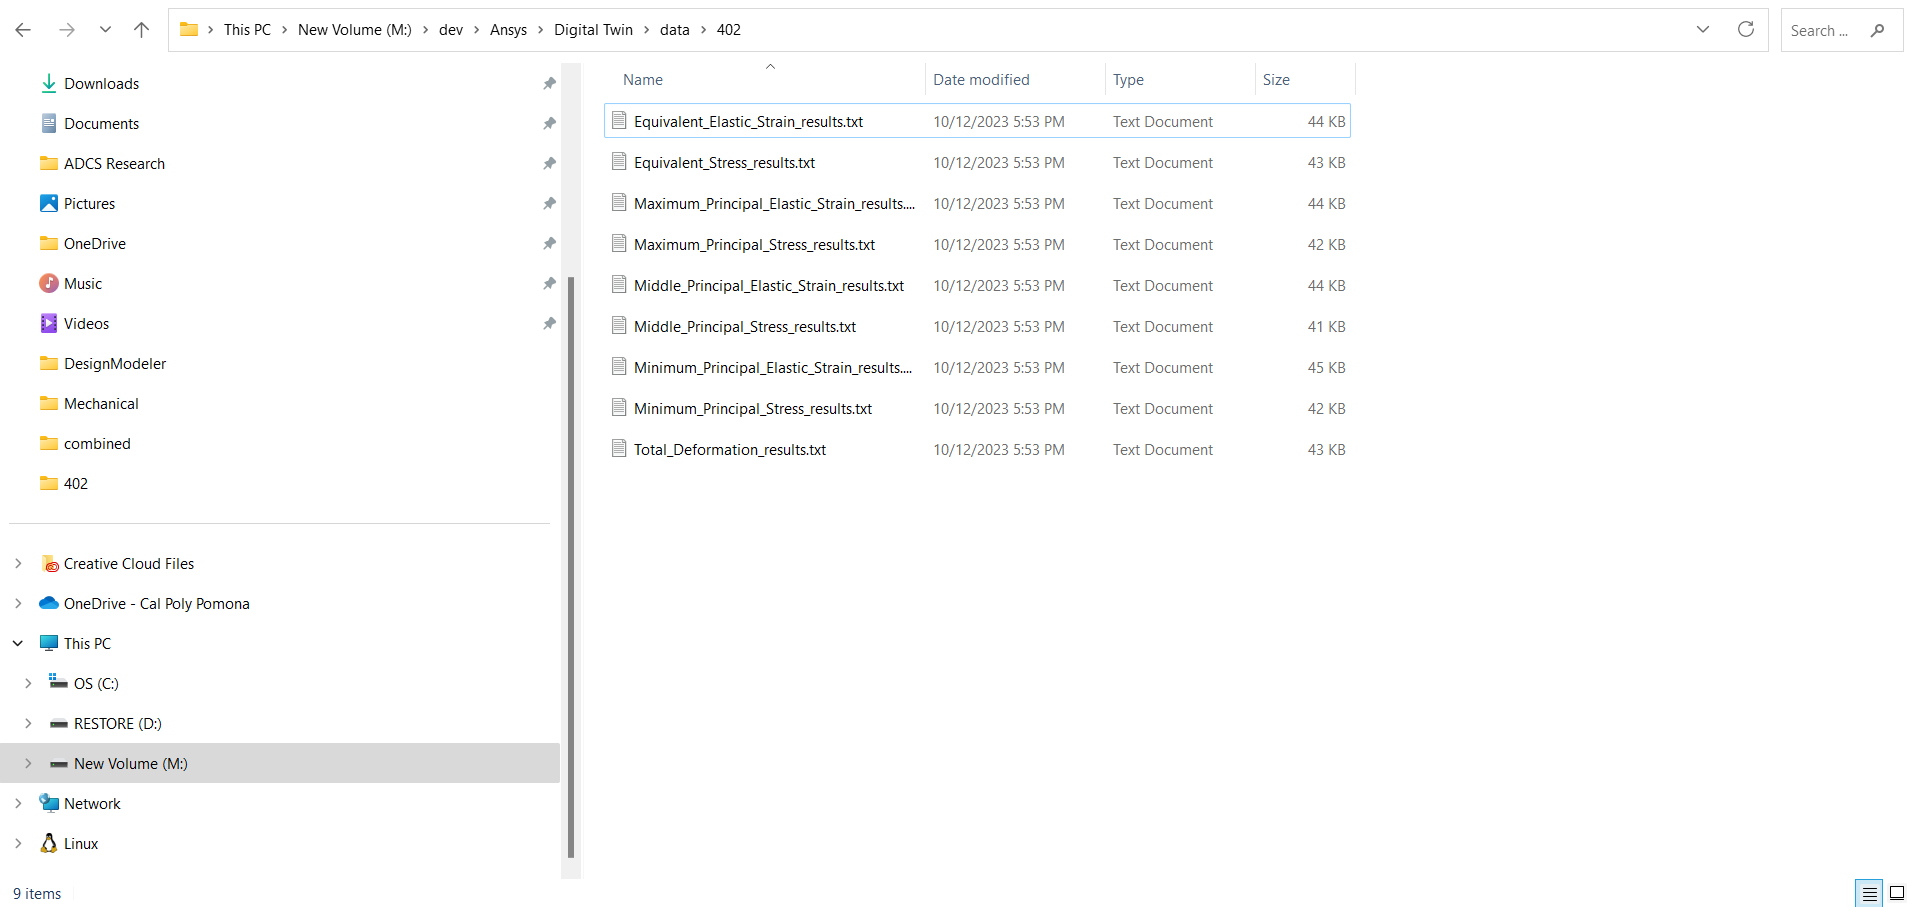 This PC > New Volume (M:) > dev > Ansys > Digital Twin > data > 402
Search ...
Downloads
Documents
ADCS Research
Pictures
OneDrive
Music
Videos
DesignModeler
Mechanical
combined
402
Creative Cloud Files
OneDrive - Cal Poly Pomona
This PC
OS (C:)
RESTORE (D:)
New Volume (M:)
Network
Linux
Name Date modified Type Size
Equivalent_Elastic_Strain_results.txt 10/12/2023 5:53 PM Text Document 44 KB
Equivalent_Stress_results.txt 10/12/2023 5:53 PM Text Document 43 KB
Maximum_Principal_Elastic_Strain_results.... 10/12/2023 5:53 PM Text Document 44 KB
Maximum_Principal_Stress_results.txt 10/12/2023 5:53 PM Text Document 42 KB
Middle_Principal_Elastic_Strain_results.txt 10/12/2023 5:53 PM Text Document 44 KB
Middle_Principal_Stress_results.txt 10/12/2023 5:53 PM Text Document 41 KB
Minimum_Principal_Elastic_Strain_results.... 10/12/2023 5:53 PM Text Document 45 KB
Minimum_Principal_Stress_results.txt 10/12/2023 5:53 PM Text Document 42 KB
Total_Deformation_results.txt 10/12/2023 5:53 PM Text Document 43 KB
9 items